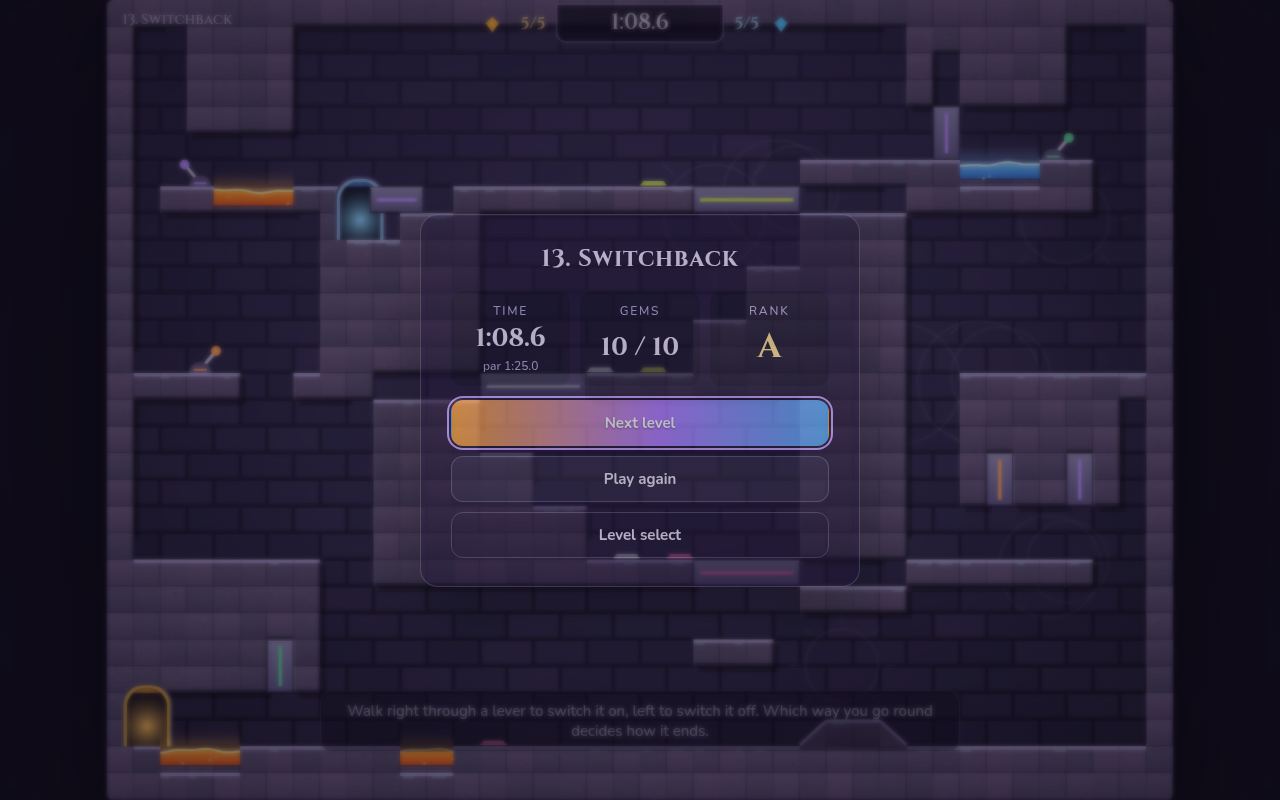 13. Switchback
5/5
1:08.6
5/5
13. Switchback
TIME
1:08.6
par 1:25.0
GEMS
10 / 10
RANK
A
Next level
Play again
Level select
Walk right through a lever to switch it on, left to switch it off. Which way you go round
decides how it ends.